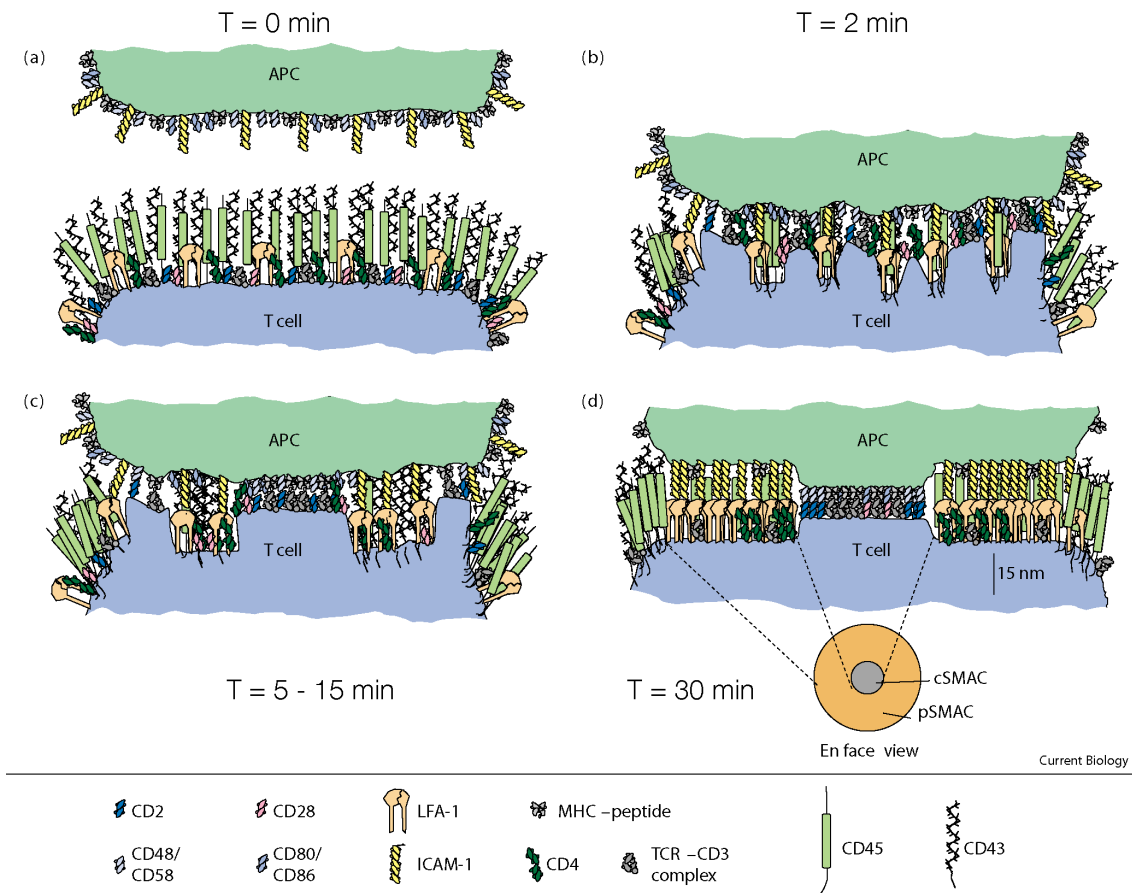 T = 0 min
T = 2 min
(a)
APC
T cell
(b)
APC
T cell
(c)
APC
T cell
(d)
APC
T cell
15 nm
T = 5 - 15 min
T = 30 min
cSMAC
pSMAC
En face view
Current Biology
CD2
CD28
LFA-1
MHC –peptide
CD45
CD43
CD48/
CD58
CD80/
CD86
ICAM-1
CD4
TCR –CD3
complex